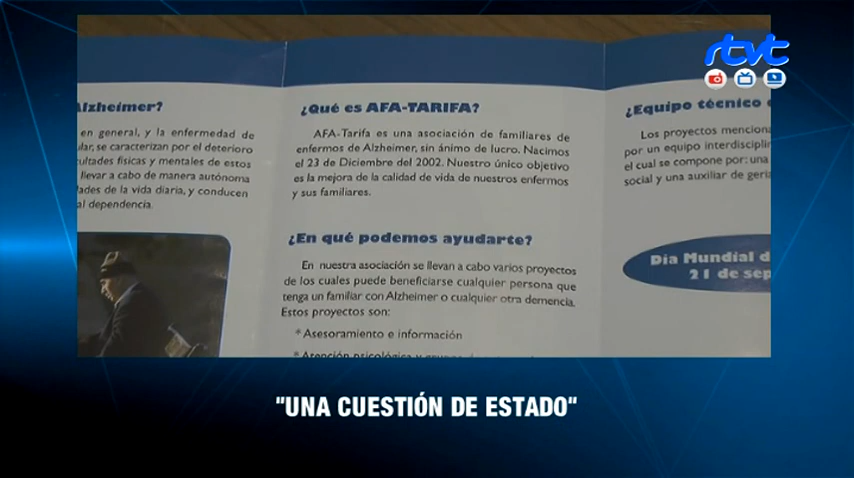 rtvt
Alzheimer?
en general, y la enfermedad de
se caracterizan por el deterioro
físicas y mentales de estos
llevar a cabo de manera autónoma
de la vida diaria, y conducen
al dependencia.
¿Qué es AFA-TARIFA?
AFA-Tarifa es una asociación de familiares de
enfermos de Alzheimer, sin ánimo de lucro. Nacimos
el 23 de Diciembre del 2002. Nuestro único objetivo
es la mejora de la calidad de vida de nuestros enfermos
y sus familiares.
¿En qué podemos ayudarte?
En nuestra asociación se llevan a cabo varios proyectos
de los cuales puede beneficiarse cualquier persona que
tenga un familiar con Alzheimer o cualquier otra demencia.
Estos proyectos son:
* Asesoramiento e información
* Atención psicológica y
¿Equipo técnico
Los proyectos menciona
por un equipo interdisciplin
el cual se compone por: una
social y una auxiliar de geria
Día Mundial d
21 de sep
"UNA CUESTIÓN DE ESTADO"